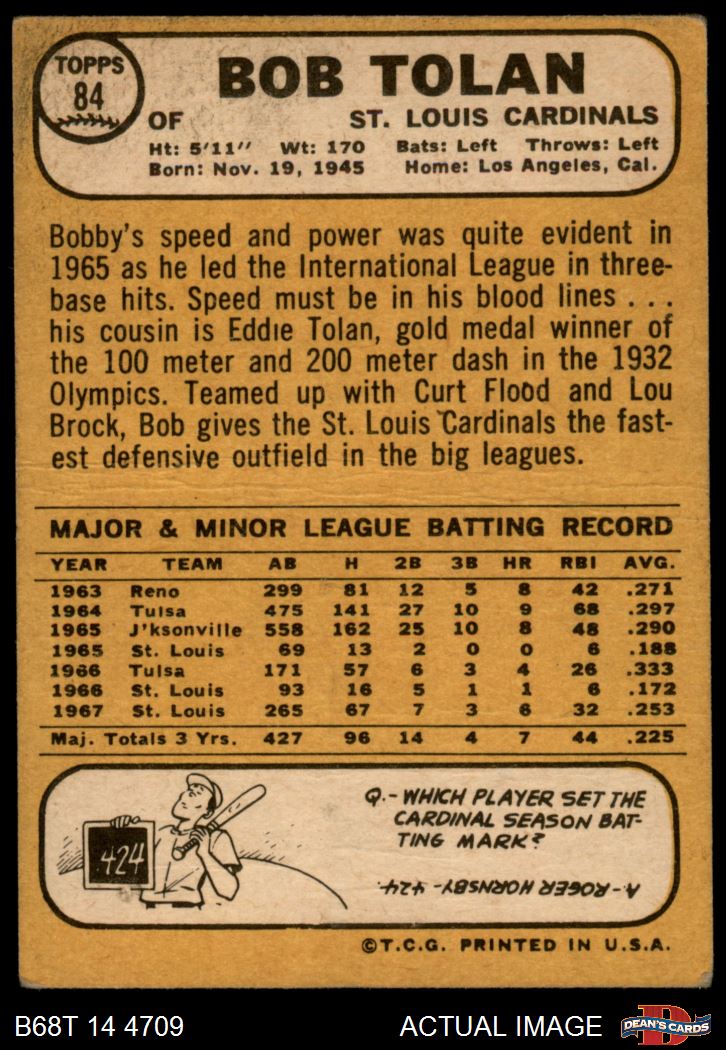 TOPPS
84
BOB TOLAN
OF ST. LOUIS CARDINALS
Ht: 5'11" Wt: 170 Bats: Left Throws: Left
Born: Nov. 19, 1945 Home: Los Angeles, Cal.
Bobby's speed and power was quite evident in
1965 as he led the International League in three-
base hits. Speed must be in his blood lines . . .
his cousin is Eddie Tolan, gold medal winner of
the 100 meter and 200 meter dash in the 1932
Olympics. Teamed up with Curt Flood and Lou
Brock, Bob gives the St. Louis Cardinals the fast-
est defensive outfield in the big leagues.
MAJOR & MINOR LEAGUE BATTING RECORD
YEAR TEAM AB H 2B 3B HR RBI AVG.
1963 Reno 299 81 12 5 8 42 .271
1964 Tulsa 475 141 27 10 9 68 .297
1965 J'ksonville 558 162 25 10 8 48 .290
1965 St. Louis 69 13 2 0 0 6 .188
1966 Tulsa 171 57 6 3 4 26 .333
1966 St. Louis 93 16 5 1 1 6 .172
1967 St. Louis 265 67 7 3 6 32 .253
Maj. Totals 3 Yrs. 427 96 14 4 7 44 .225
.424
Q.- WHICH PLAYER SET THE
CARDINAL SEASON BAT-
TING MARK?
A- ROGER HORNSBY- .424
©T.C.G. PRINTED IN U.S.A.
B68T 14 4709 ACTUAL IMAGE
D
DEAN'S CARDS